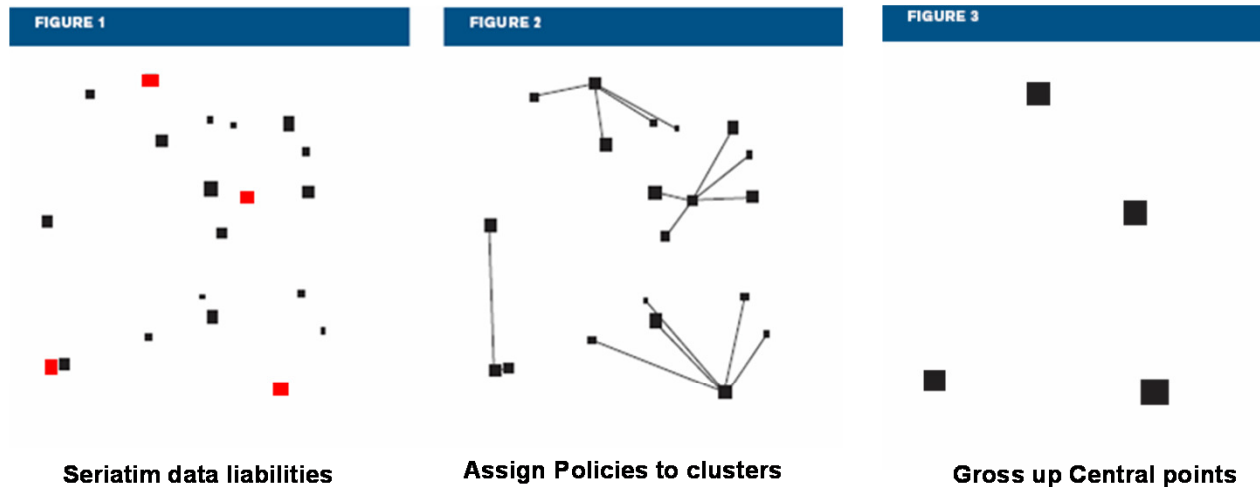 FIGURE 1
FIGURE 2
FIGURE 3
Seriatim data liabilities
Assign Policies to clusters
Gross up Central points